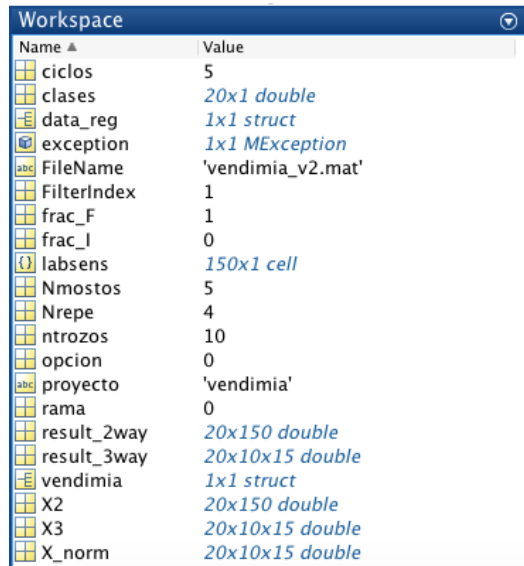 Workspace
Name Value
ciclos 5
clases 20x1 double
data_reg 1x1 struct
exception 1x1 MException
abc FileName 'vendimia_v2.mat'
FilterIndex 1
frac_F 1
frac_I 0
{} labsens 150x1 cell
Nmostos 5
Nrepe 4
ntrozos 10
opcion 0
abc proyecto 'vendimia'
rama 0
result_2way 20x150 double
result_3way 20x10x15 double
vendimia 1x1 struct
X2 20x150 double
X3 20x10x15 double
X_norm 20x10x15 double